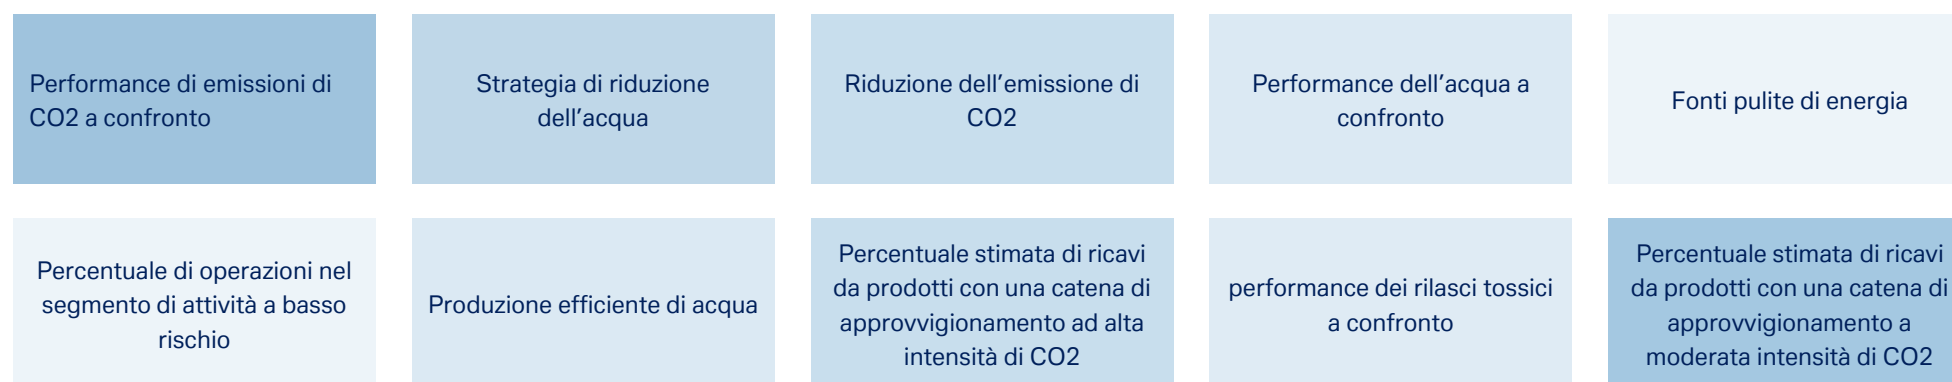 Performance di emissioni di
CO2 a confronto
Strategia di riduzione
dell'acqua
Riduzione dell'emissione di
CO2
Performance dell'acqua a
confronto
Fonti pulite di energia
Percentuale di operazioni nel
segmento di attività a basso
rischio
Produzione efficiente di acqua
Percentuale stimata di ricavi
da prodotti con una catena di
approvvigionamento ad alta
intensità di CO2
performance dei rilasci tossici
a confronto
Percentuale stimata di ricavi
da prodotti con una catena di
approvvigionamento a
moderata intensità di CO2